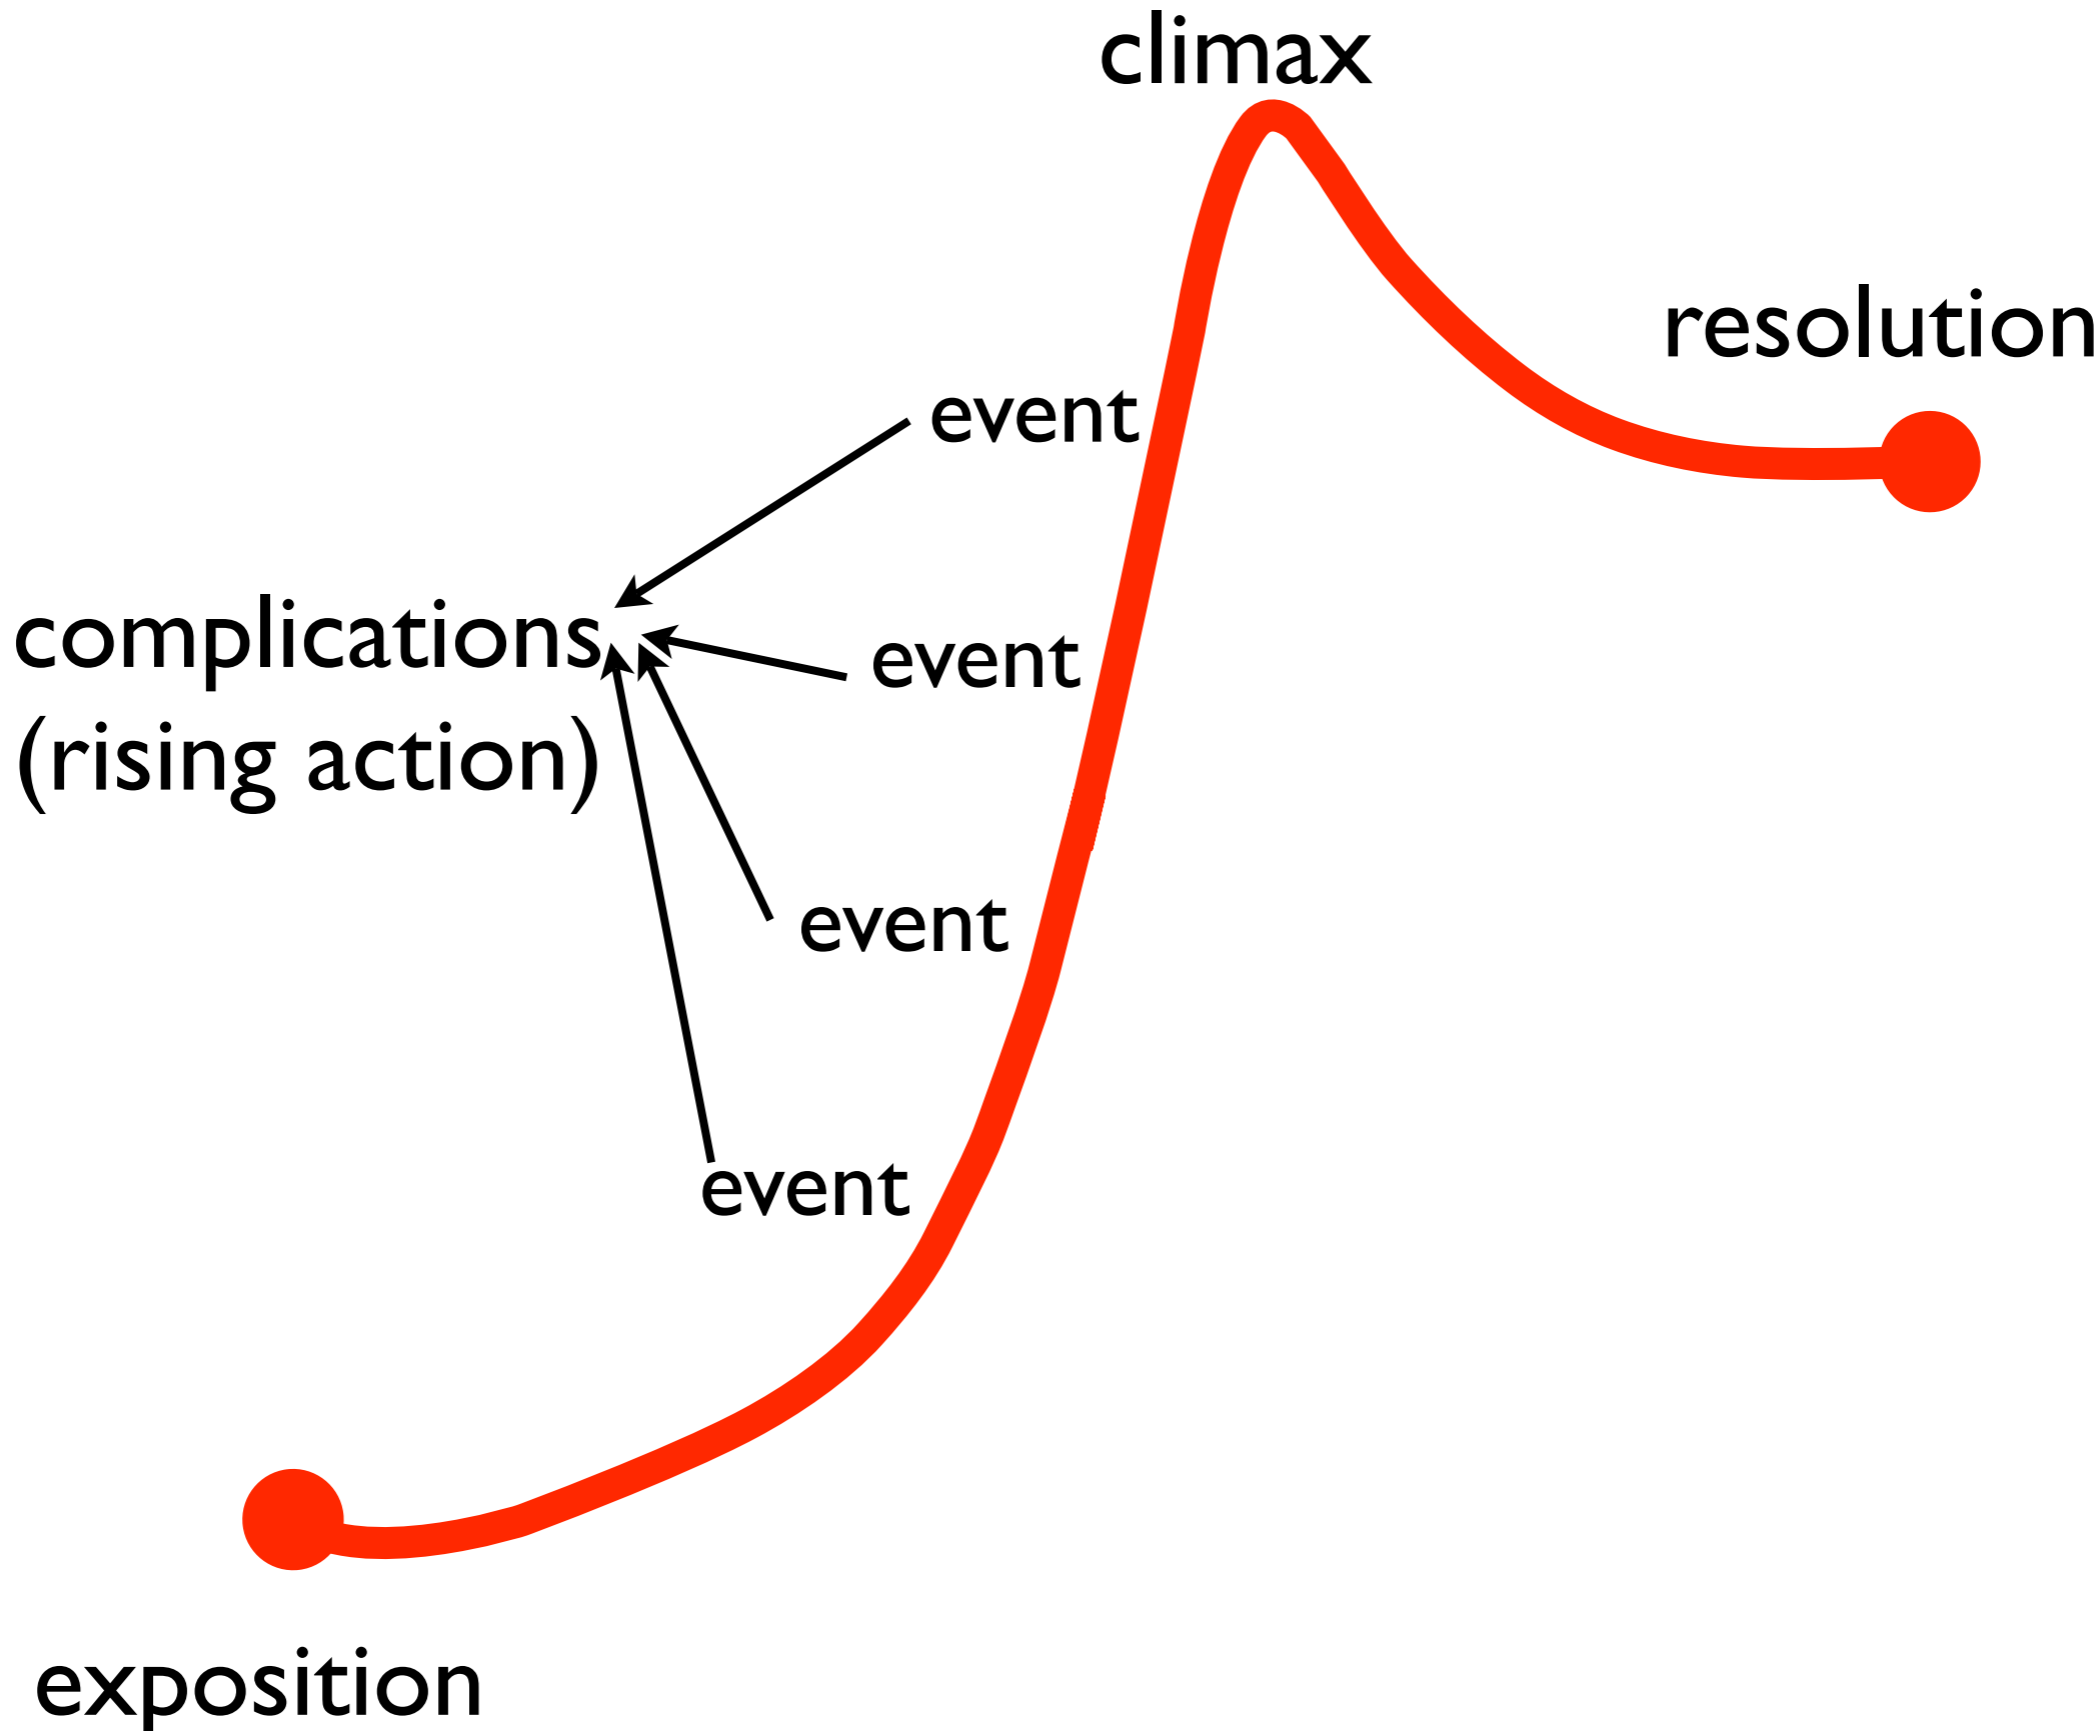 climax
resolution
event
complications
(rising action)
event
event
event
exposition